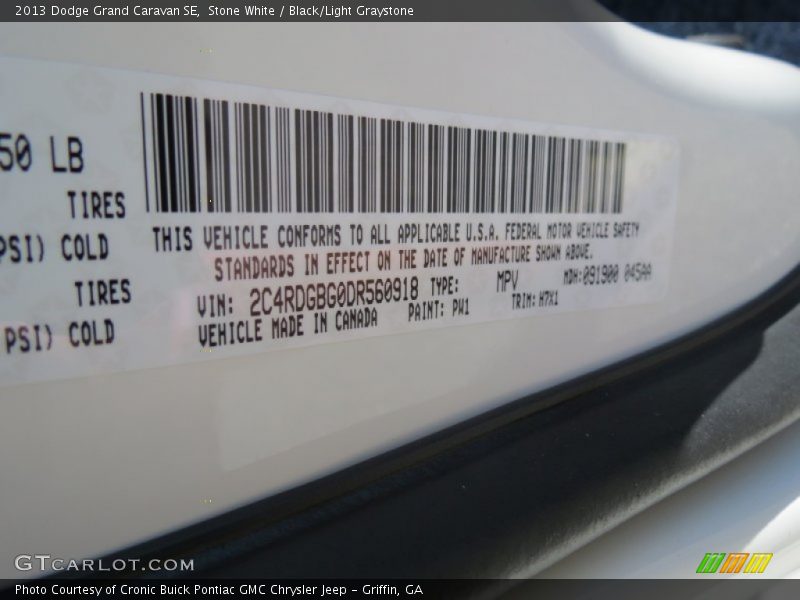 2013 Dodge Grand Caravan SE,  Stone White / Black/Light Graystone
50 LB
TIRES
PSI) COLD
TIRES
PSI) COLD
THIS VEHICLE CONFORMS TO ALL APPLICABLE U.S.A. FEDERAL MOTOR VEHICLE SAFETY
STANDARDS IN EFFECT ON THE DATE OF MANUFACTURE SHOWN ABOVE.
VIN: 2C4RDGBG0DR560918 TYPE: MPV MDH:091900 045AA
VEHICLE MADE IN CANADA PAINT: PW1 TRIM:H7X1
GTCARLOT.COM
Photo Courtesy of Cronic Buick Pontiac GMC Chrysler Jeep – Griffin, GA